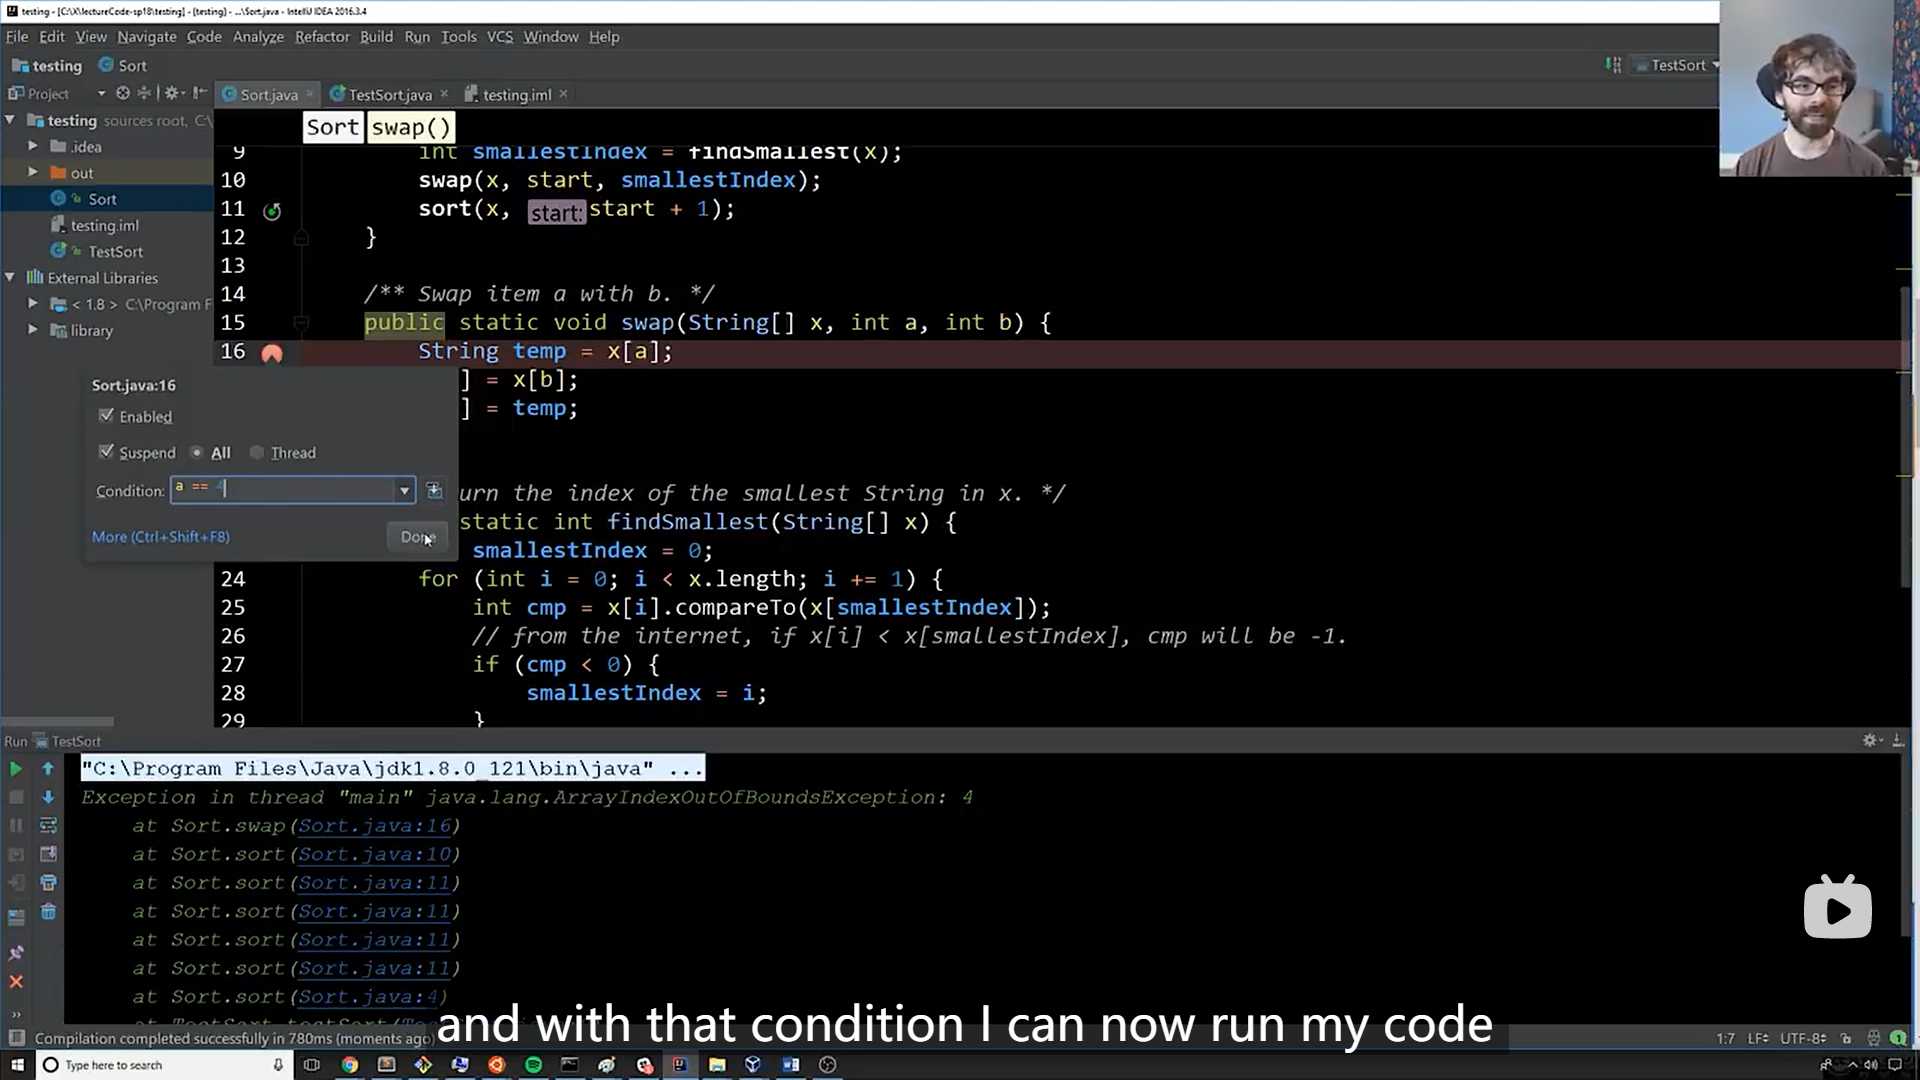 testing - [C:\X\lectureCode-sp18\testing] - [testing] - ...\Sort.java - IntelliJ IDEA 2016.3.4
File Edit View Navigate Code Analyze Refactor Build Run Tools VCS Window Help
testing Sort TestSort
Project Sort.java TestSort.java testing.iml
testing sources root, C:\
.idea
out
Sort
testing.iml
TestSort
External Libraries
< 1.8 > C:\Program F
library
Sort swap()
9 int smallestIndex = findSmallest(x);
10 swap(x, start, smallestIndex);
11 sort(x, start: start + 1);
12 }
13
14 /** Swap item a with b. */
15 public static void swap(String[] x, int a, int b) {
16 String temp = x[a];
] = x[b];
] = temp;
urn the index of the smallest String in x. */
static int findSmallest(String[] x) {
smallestIndex = 0;
24 for (int i = 0; i < x.length; i += 1) {
25 int cmp = x[i].compareTo(x[smallestIndex]);
26 // from the internet, if x[i] < x[smallestIndex], cmp will be -1.
27 if (cmp < 0) {
28 smallestIndex = i;
29 }
Sort.java:16
Enabled
Suspend All Thread
Condition: a == 4
More (Ctrl+Shift+F8) Done
Run TestSort
"C:\Program Files\Java\jdk1.8.0_121\bin\java" ...
Exception in thread "main" java.lang.ArrayIndexOutOfBoundsException: 4
at Sort.swap(Sort.java:16)
at Sort.sort(Sort.java:10)
at Sort.sort(Sort.java:11)
at Sort.sort(Sort.java:11)
at Sort.sort(Sort.java:11)
at Sort.sort(Sort.java:11)
at Sort.sort(Sort.java:4)
and with that condition I can now run my code
Compilation completed successfully in 780ms (moments ago) 1:7 LF UTF-8 1
Type here to search